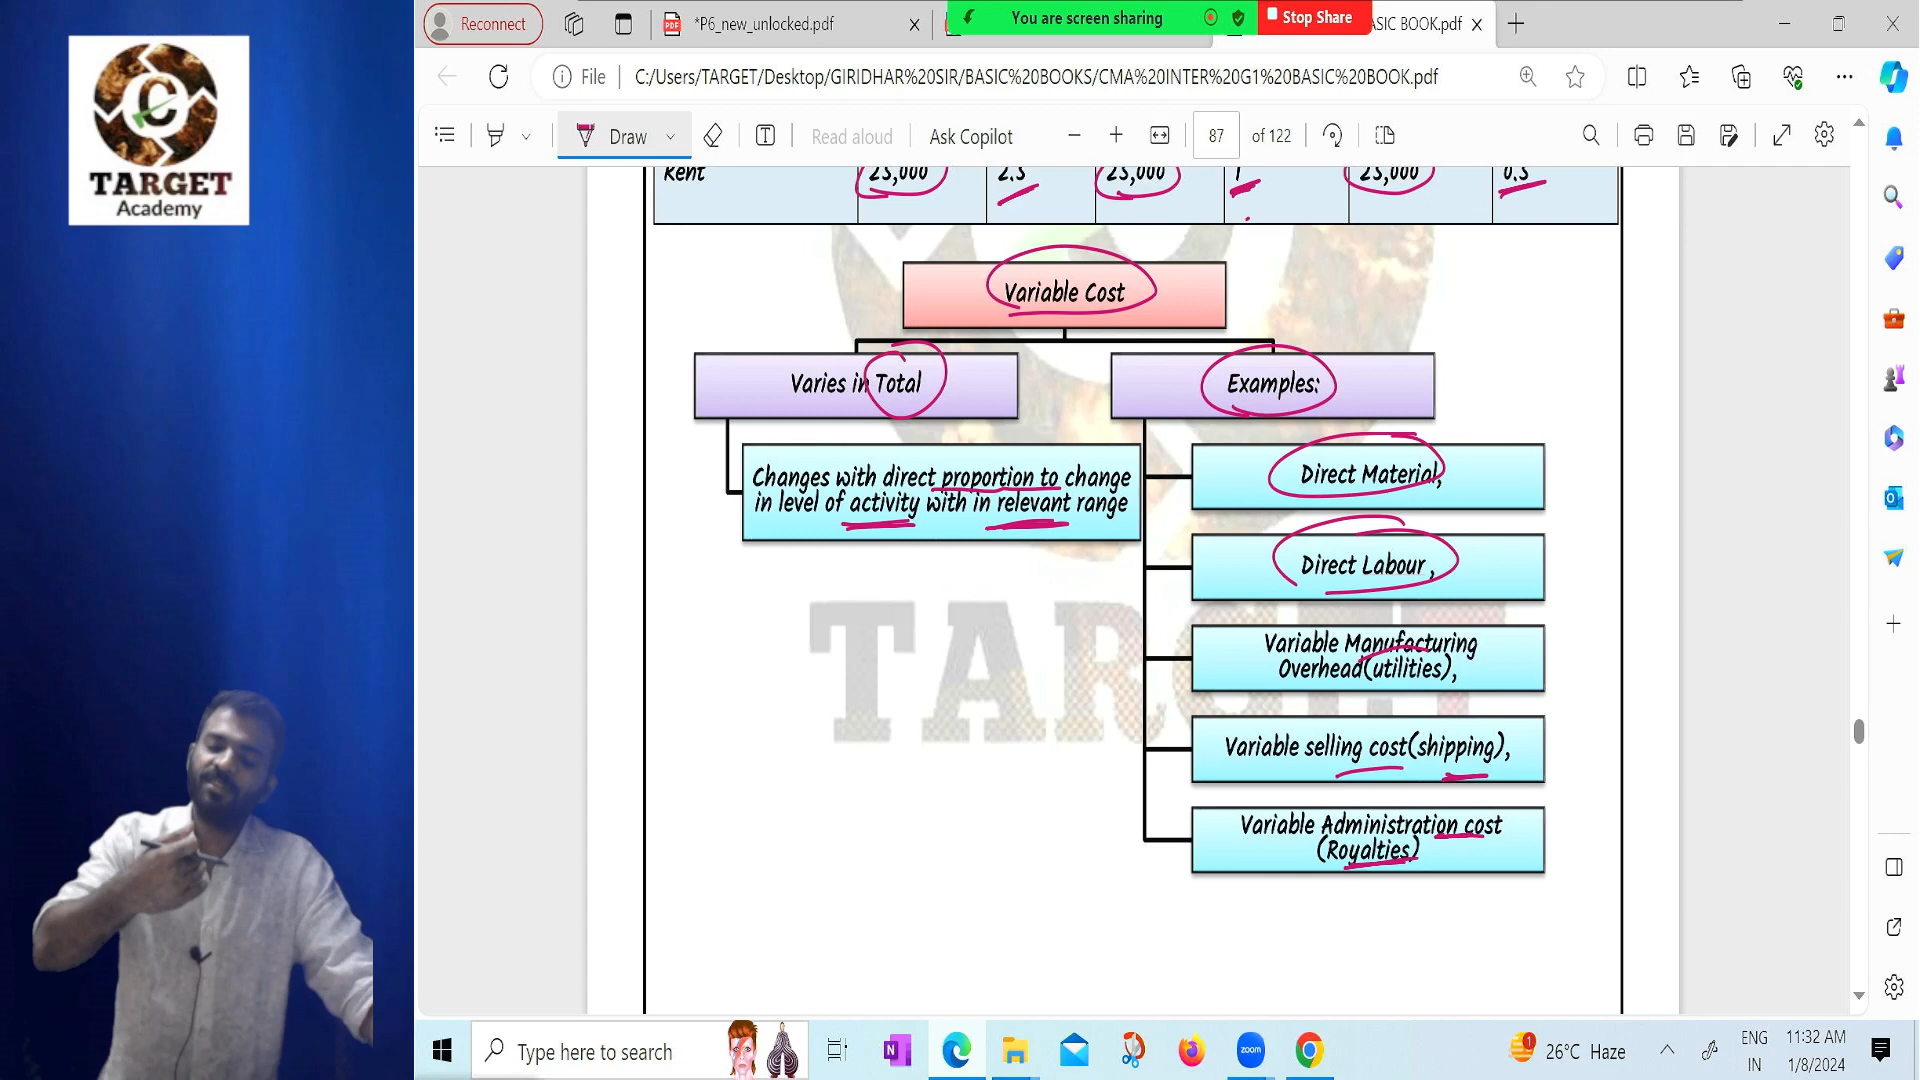 Reconnect
*P6_new_unlocked.pdf
You are screen sharing
Stop Share
ASIC BOOK.pdf
File
C:/Users/TARGET/Desktop/GIRIDHAR%20SIR/BASIC%20BOOKS/CMA%20INTER%20G1%20BASIC%20BOOK.pdf
Draw
Read aloud
Ask Copilot
87
of 122
C
TARGET
Academy
Rent 25,000 2.5 25,000 1 25,000 0.5
Variable Cost
Varies in Total
Examples:
Changes with direct proportion to change
in level of activity with in relevant range
Direct Material,
Direct Labour,
Variable Manufacturing
Overhead(utilities),
Variable selling cost(shipping),
Variable Administration cost
(Royalties)
TARGET
Type here to search
zoom
1
26°C Haze
ENG
IN
11:32 AM
1/8/2024